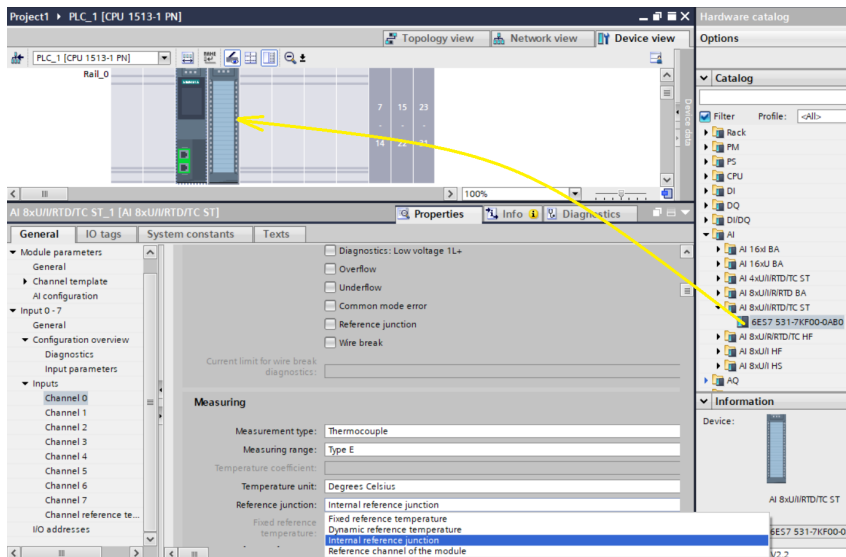 Project1 ▸ PLC_1 [CPU 1513-1 PN]
Topology view
Network view
Device view
PLC_1 [CPU 1513-1 PN]
Rail_0
7 15 23
- - -
14 22 31
Device data
100%
AI 8xU/I/RTD/TC ST_1 [AI 8xU/I/RTD/TC ST]
Properties
Info
Diagnostics
General
IO tags
System constants
Texts
Module parameters
General
Channel template
AI configuration
Input 0 - 7
General
Configuration overview
Diagnostics
Input parameters
Inputs
Channel 0
Channel 1
Channel 2
Channel 3
Channel 4
Channel 5
Channel 6
Channel 7
Channel reference te...
I/O addresses
Diagnostics: Low voltage 1L+
Overflow
Underflow
Common mode error
Reference junction
Wire break
Current limit for wire break
diagnostics:
Measuring
Measurement type: Thermocouple
Measuring range: Type E
Temperature coefficient:
Temperature unit: Degrees Celsius
Reference junction: Internal reference junction
Fixed reference
temperature:
Fixed reference temperature
Dynamic reference temperature
Internal reference junction
Reference channel of the module
Hardware catalog
Options
Catalog
Filter
Profile: <All>
Rack
PM
PS
CPU
DI
DQ
DI/DQ
AI
AI 16xI BA
AI 16xU BA
AI 4xU/I/RTD/TC ST
AI 8xU/I/R/RTD BA
AI 8xU/I/RTD/TC ST
6ES7 531-7KF00-0AB0
AI 8xU/R/RTD/TC HF
AI 8xU/I HF
AI 8xU/I HS
AQ
Information
Device:
AI 8xU/I/RTD/TC ST
6ES7 531-7KF00-0
V2.2